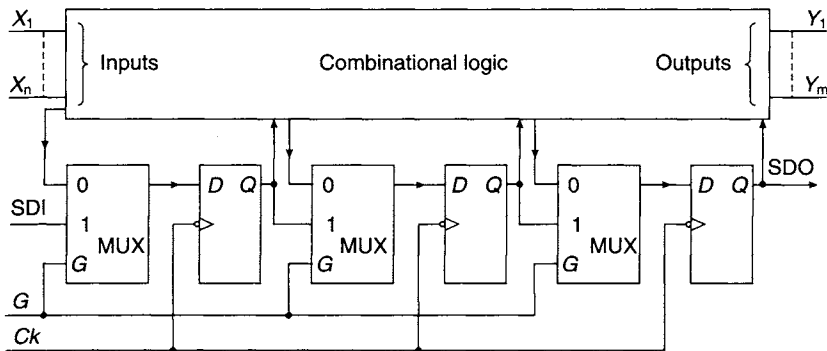 X1
Y1
Inputs
Combinational logic
Outputs
Xn
Ym
0
D Q
0
D Q
0
D Q
SDO
SDI
1
1
1
MUX
MUX
MUX
G
G
G
G
Ck